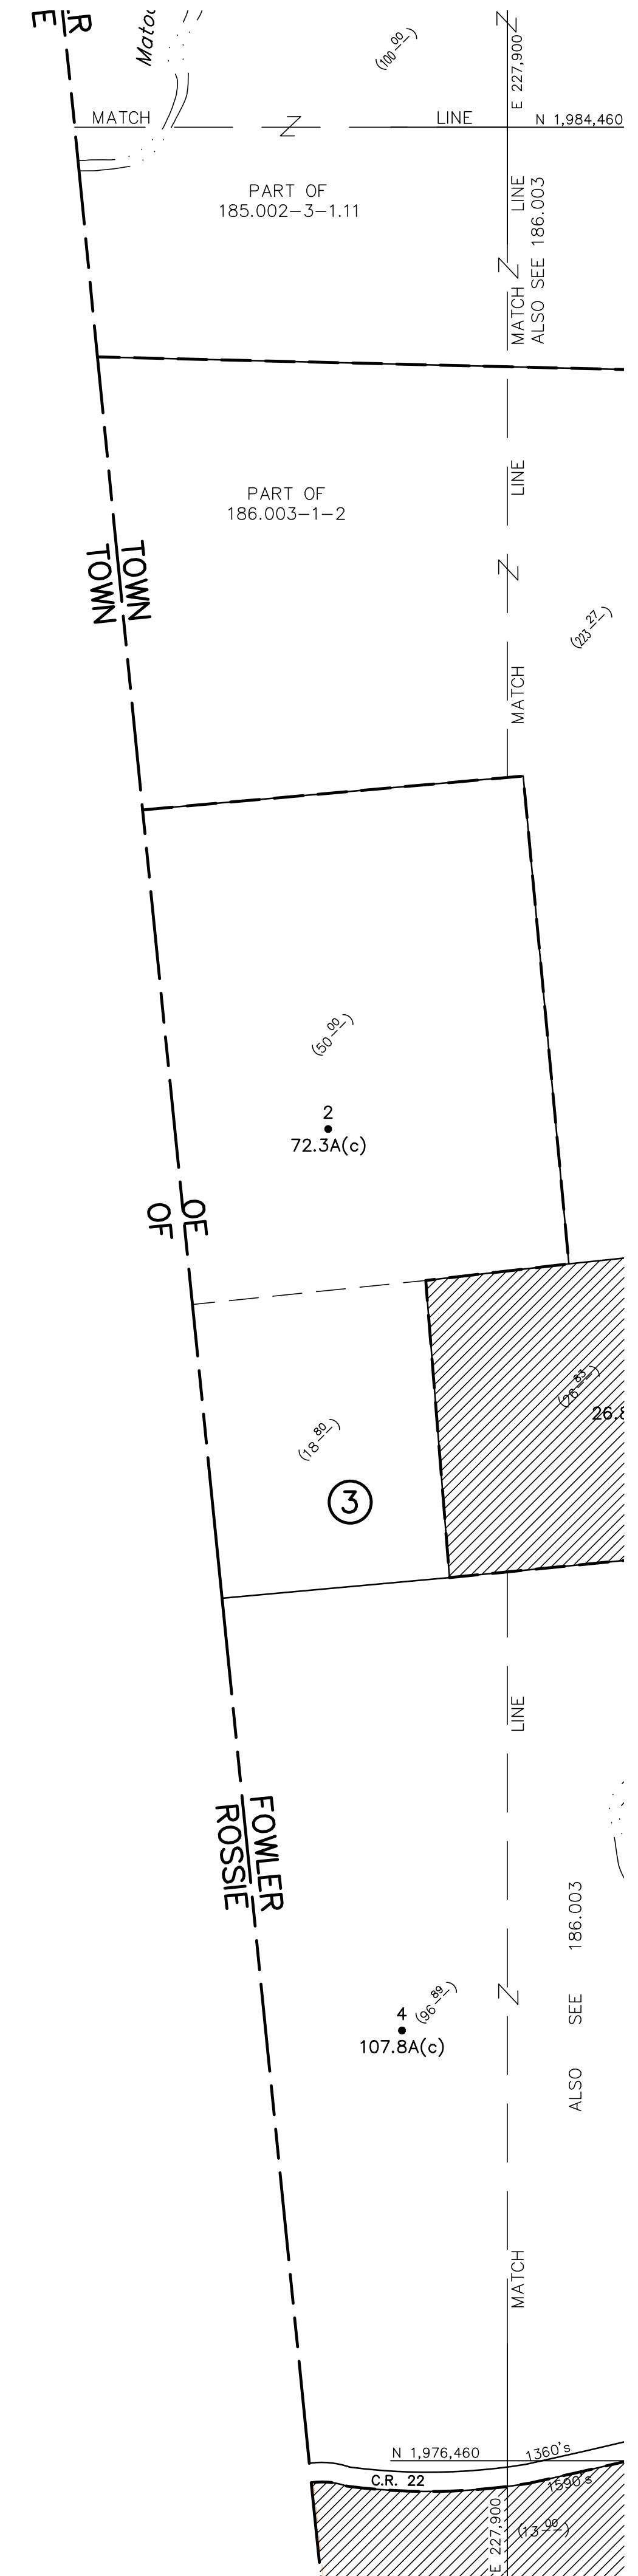 Matoo
(100 00)
E 227,900
MATCH
LINE
N 1,984,460
PART OF
185.002-3-1.11
MATCH LINE
ALSO SEE 186.003
PART OF
186.003-1-2
LINE
TOWN
TOWN
(223 27)
MATCH
(50 00)
2
72.3A(c)
OF
OF
(26 83)
26.8
(18 80)
3
LINE
FOWLER
ROSSIE
ALSO SEE 186.003
(96 89)
4
107.8A(c)
MATCH
N 1,976,460
1360's
C.R. 22
1590's
E 227,900
(13 00)